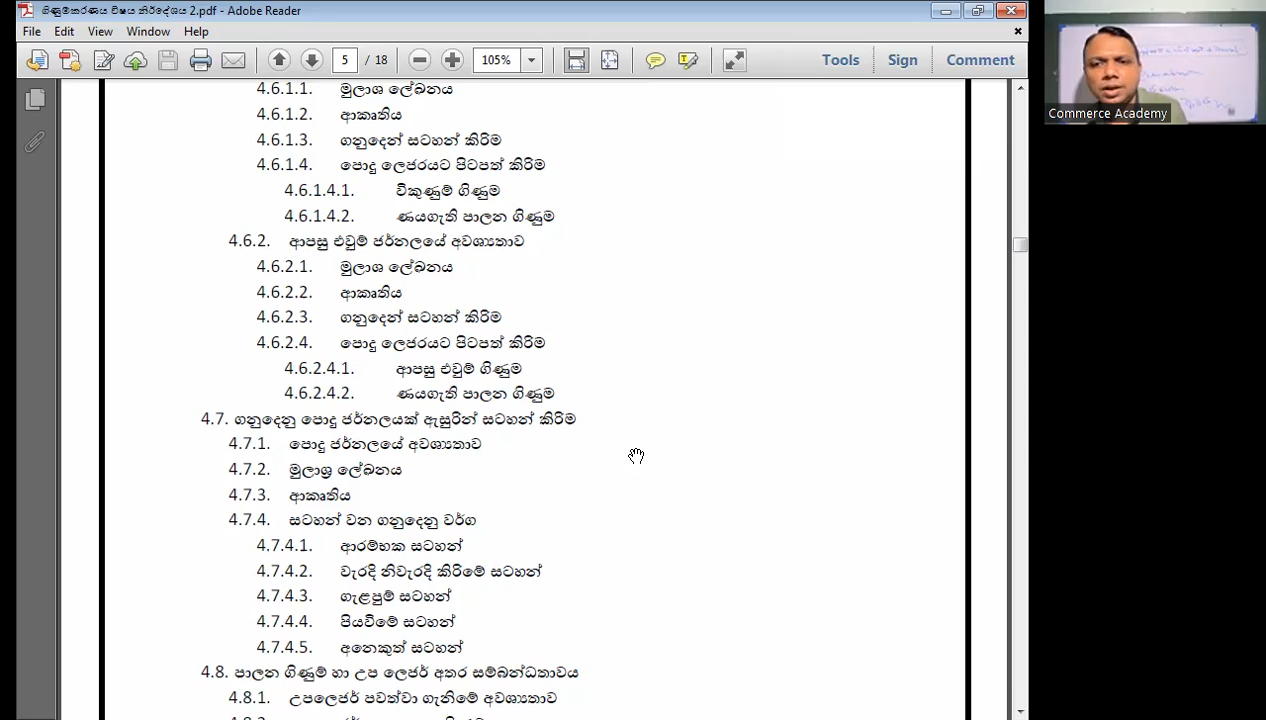 ගිණුම්කරණය විෂය නිර්දේශය 2.pdf - Adobe Reader
File Edit View Window Help
5 / 18 105% Tools Sign Comment
4.6.1.1. මුලාශ ලේඛනය
4.6.1.2. ආකෘතිය
4.6.1.3. ගනුදෙන් සටහන් කිරිම
4.6.1.4. පොදු ලෙජරයට පිටපත් කිරිම
4.6.1.4.1. විකුණුම් ගිණුම
4.6.1.4.2. ණයගැති පාලන ගිණුම
4.6.2. ආපසු එවුම් ජර්නලයේ අවශ්‍යතාව
4.6.2.1. මුලාශ ලේඛනය
4.6.2.2. ආකෘතිය
4.6.2.3. ගනුදෙන් සටහන් කිරිම
4.6.2.4. පොදු ලෙජරයට පිටපත් කිරිම
4.6.2.4.1. ආපසු එවුම් ගිණුම
4.6.2.4.2. ණයගැති පාලන ගිණුම
4.7. ගනුදෙනු පොදු ජර්නලයක් ඇසුරින් සටහන් කිරිම
4.7.1. පොදු ජර්නලයේ අවශ්‍යතාව
4.7.2. මුලාශ්‍ර ලේඛනය
4.7.3. ආකෘතිය
4.7.4. සටහන් වන ගනුදෙනු වර්ග
4.7.4.1. ආරම්භක සටහන්
4.7.4.2. වැරදි නිවැරදි කිරිමේ සටහන්
4.7.4.3. ගැළපුම් සටහන්
4.7.4.4. පියවිමේ සටහන්
4.7.4.5. අනෙකුත් සටහන්
4.8. පාලන ගිණුම් හා උප ලෙජර් අතර සම්බන්ධතාවය
4.8.1. උපලෙජර් පවත්වා ගැනිමේ අවශ්‍යතාව
Commerce Academy